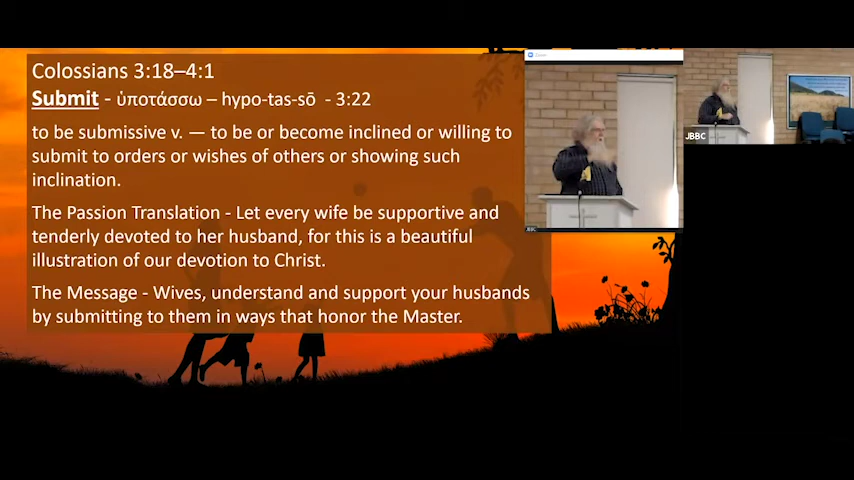 Colossians 3:18–4:1
Submit - ὑποτάσσω – hypo-tas-sō - 3:22
to be submissive v. — to be or become inclined or willing to
submit to orders or wishes of others or showing such
inclination.
The Passion Translation - Let every wife be supportive and
tenderly devoted to her husband, for this is a beautiful
illustration of our devotion to Christ.
The Message - Wives, understand and support your husbands
by submitting to them in ways that honor the Master.
JBBC